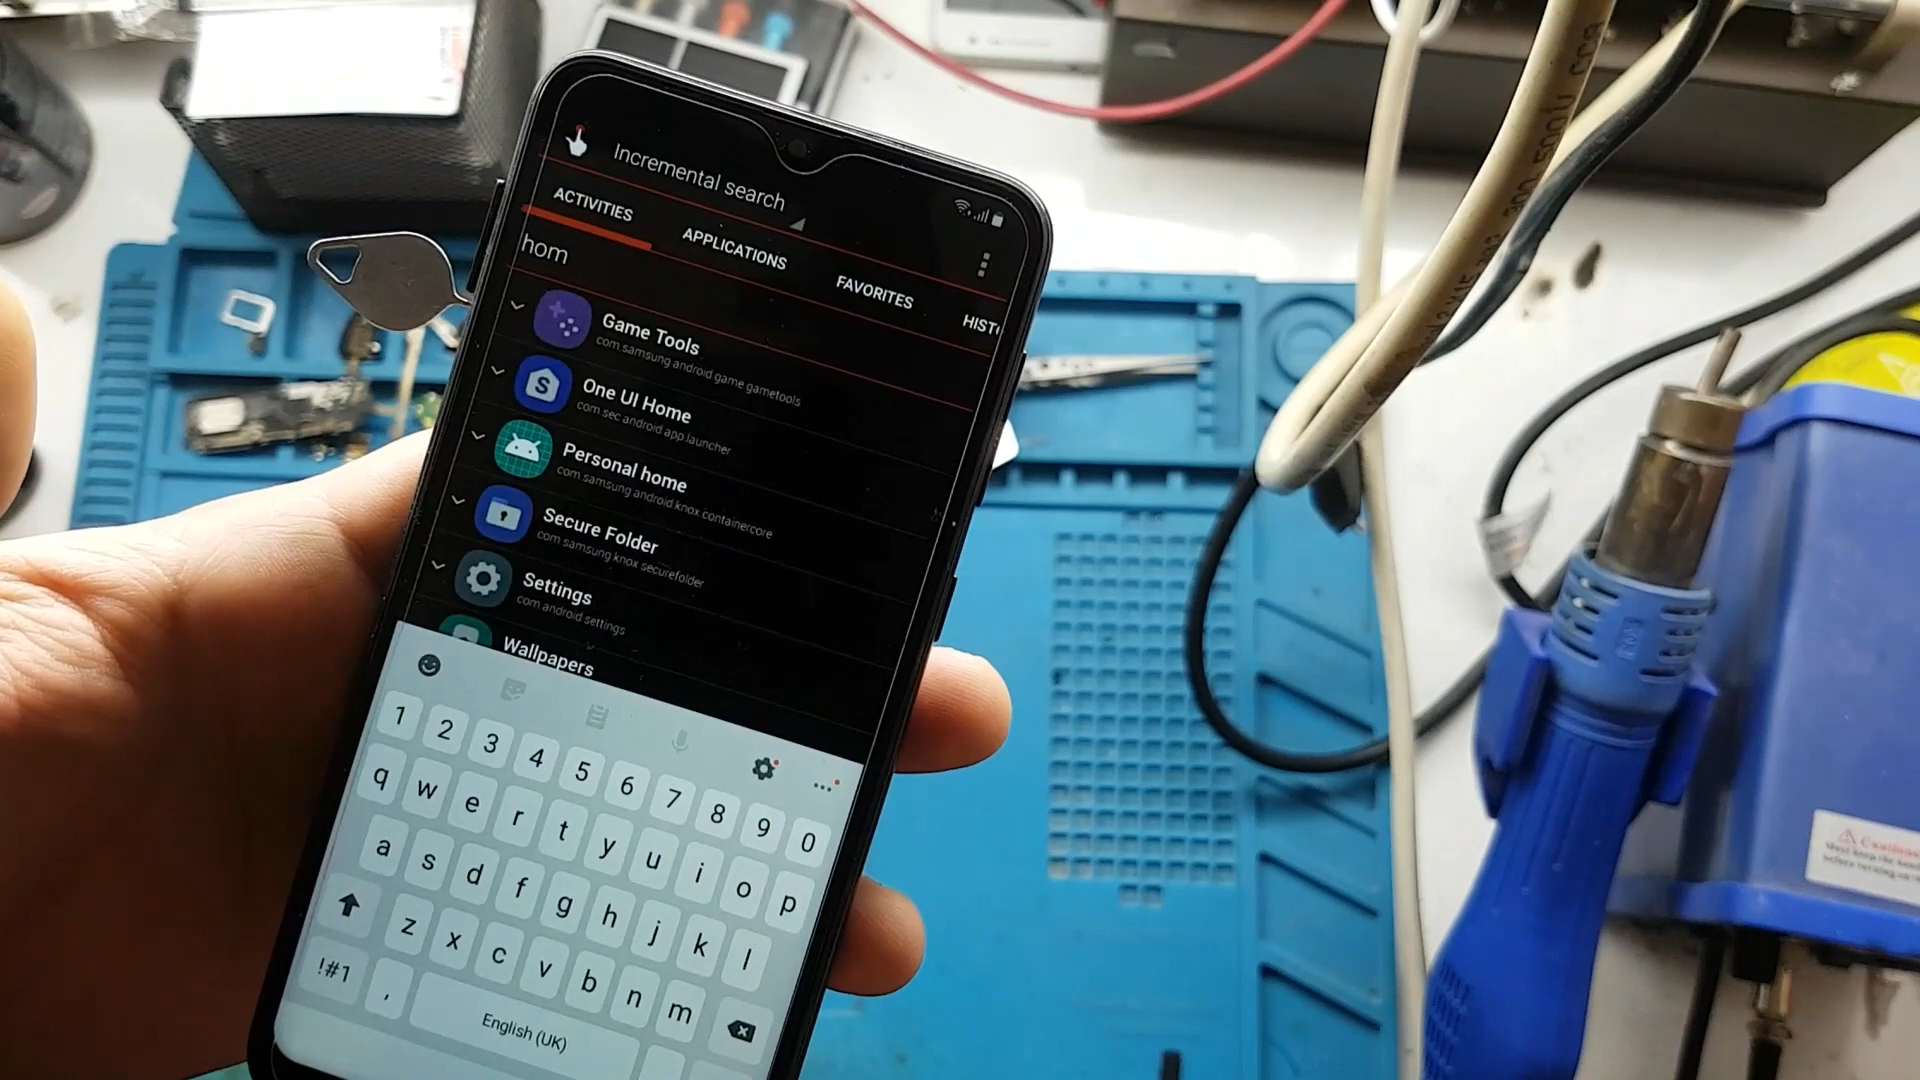 Incremental search
ACTIVITIES
APPLICATIONS
FAVORITES
hom
Game Tools
com.samsung.android.game.gametools
One UI Home
com.sec.android.app.launcher
Personal home
com.samsung.android.knox.containercore
Secure Folder
com.samsung.knox.securefolder
Settings
com.android.settings
Wallpapers
1 2 3 4 5 6 7 8 9 0
q w e r t y u i o p
a s d f g h j k l
z x c v b n m
!#1 ,
English (UK)